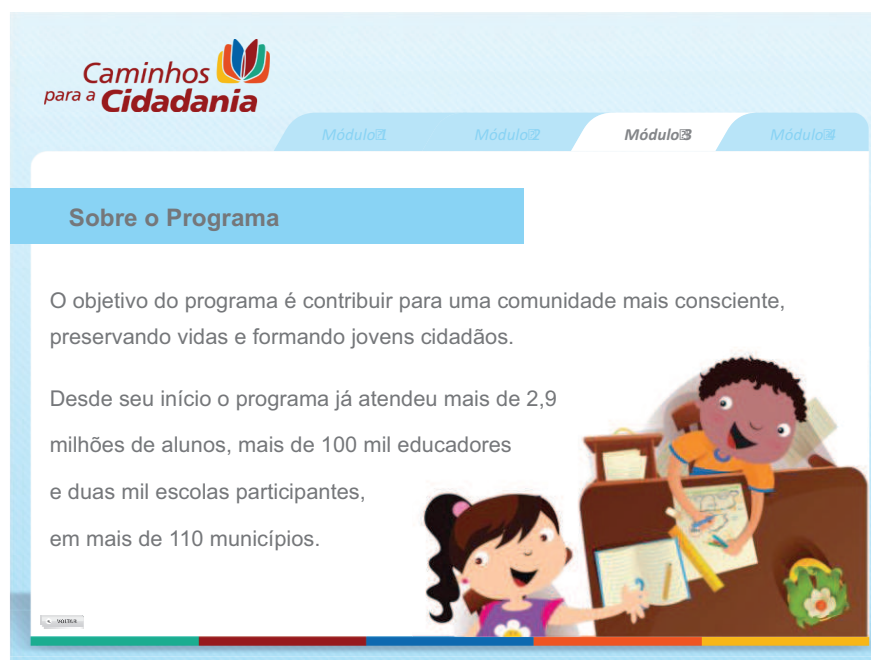 Caminhos
para a Cidadania
Módulo 1
Módulo 2
Módulo 3
Módulo 4
Sobre o Programa
O objetivo do programa é contribuir para uma comunidade mais consciente,
preservando vidas e formando jovens cidadãos.
Desde seu início o programa já atendeu mais de 2,9
milhões de alunos, mais de 100 mil educadores
e duas mil escolas participantes,
em mais de 110 municípios.
VOLTAR